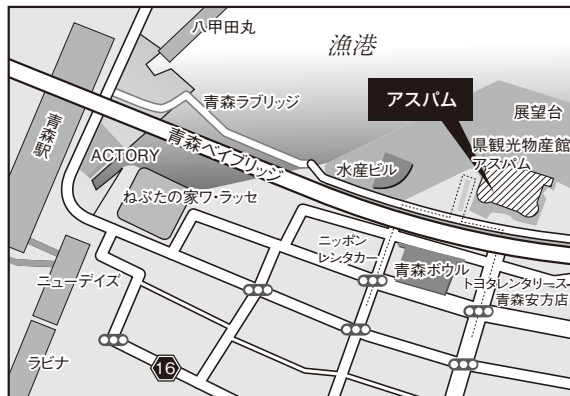 八甲田丸
漁港
青森ラブリッジ
アスパム
展望台
青森駅
青森ベイブリッジ
県観光物産館
アスパム
ACTORY
水産ビル
ねぶたの家ワ・ラッセ
ニッポン
レンタカー
青森ボウル
ニューデイズ
トヨタレンタリース
青森安方店
ラビナ
16